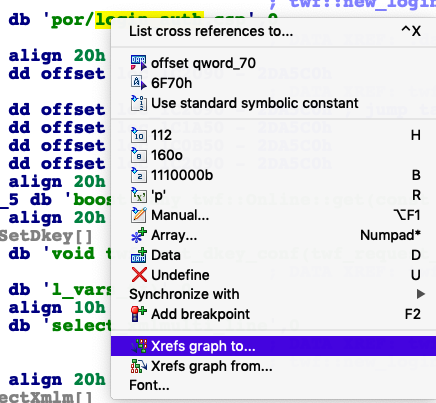 ; twf::new_login
db 'por/login_auth.csp',0
align 20h
dd offset
dd offset
dd offset
dd offset
dd offset
align 20h
_5 db 'boos
align 20h
SetDkey[]
db 'void t
db 'l_vars
align 10h
db 'select
align 20h
ectXmlm[]
List cross references to... ^X
offset qword_70
6F70h
Use standard symbolic constant
112 H
160o
1110000b B
'p' R
Manual... ⌥F1
Array... Numpad*
Data D
Undefine U
Synchronize with
Add breakpoint F2
Xrefs graph to...
Xrefs graph from...
Font...